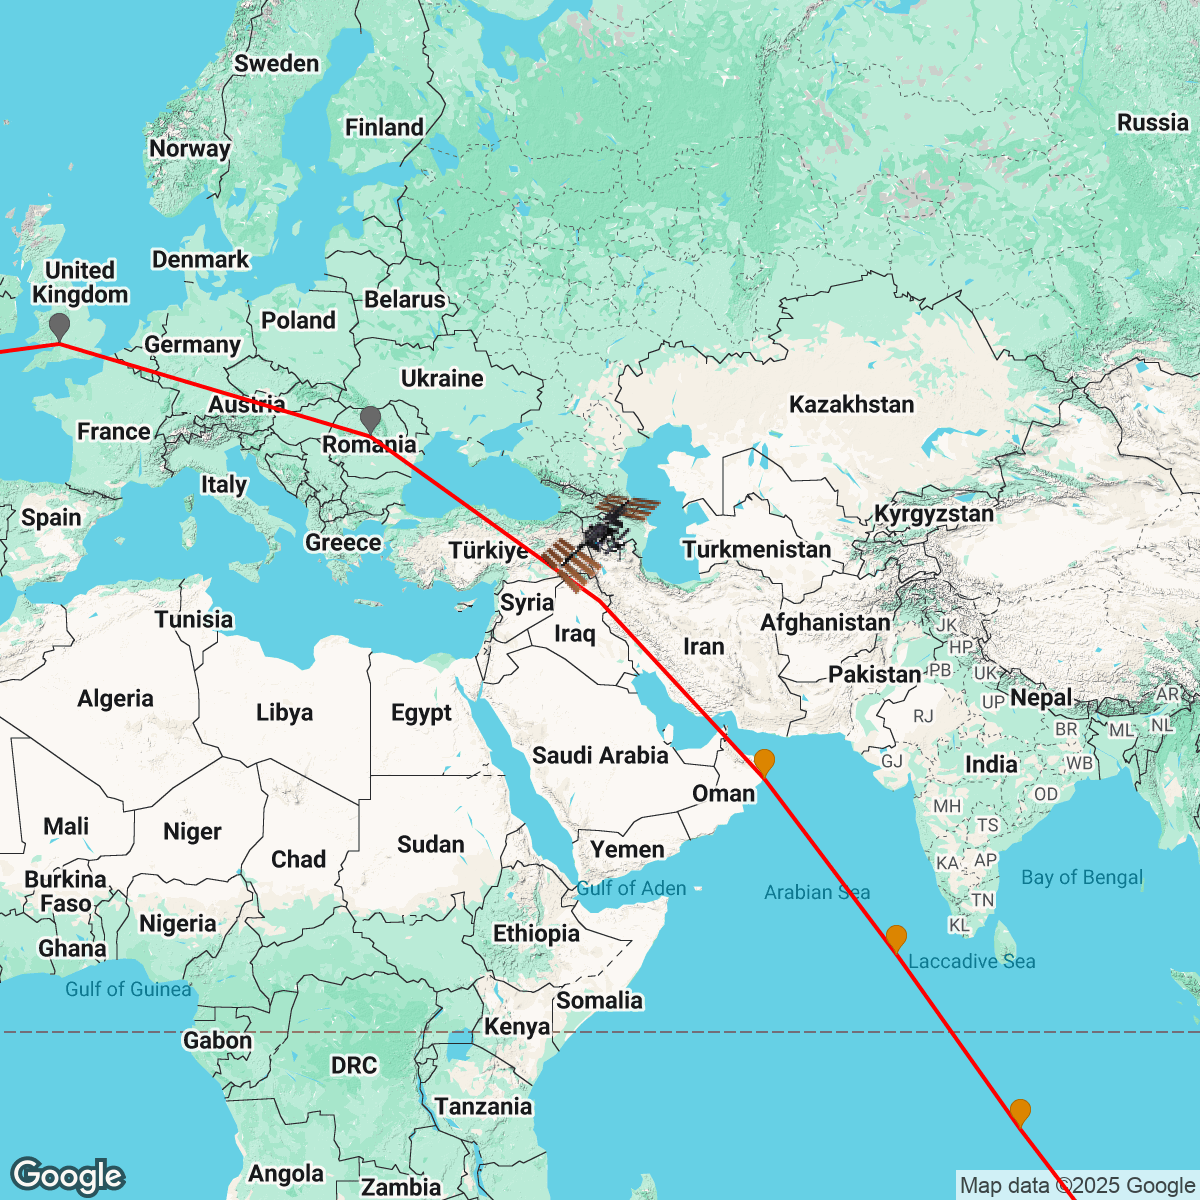 Sweden
Finland
Russia
Norway
Denmark
United
Kingdom
Belarus
Poland
Germany
Ukraine
Austria
Kazakhstan
France
Romania
Italy
Spain
Kyrgyzstan
Greece
Türkiye
Turkmenistan
Syria
Tunisia
Afghanistan
JK
Iraq
Iran
HP
Pakistan
PB
UK
Algeria
Libya
Egypt
Nepal
AR
UP
RJ
BR
ML
NL
Saudi Arabia
GJ
India
WB
Oman
OD
MH
Mali
Niger
TS
Chad
Sudan
Yemen
KA
AP
Burkina
Faso
Gulf of Aden
Arabian Sea
Bay of Bengal
TN
Nigeria
Ethiopia
KL
Ghana
Laccadive Sea
Gulf of Guinea
Somalia
Kenya
Gabon
DRC
Tanzania
Angola
Zambia
Google
Map data ©2025 Google